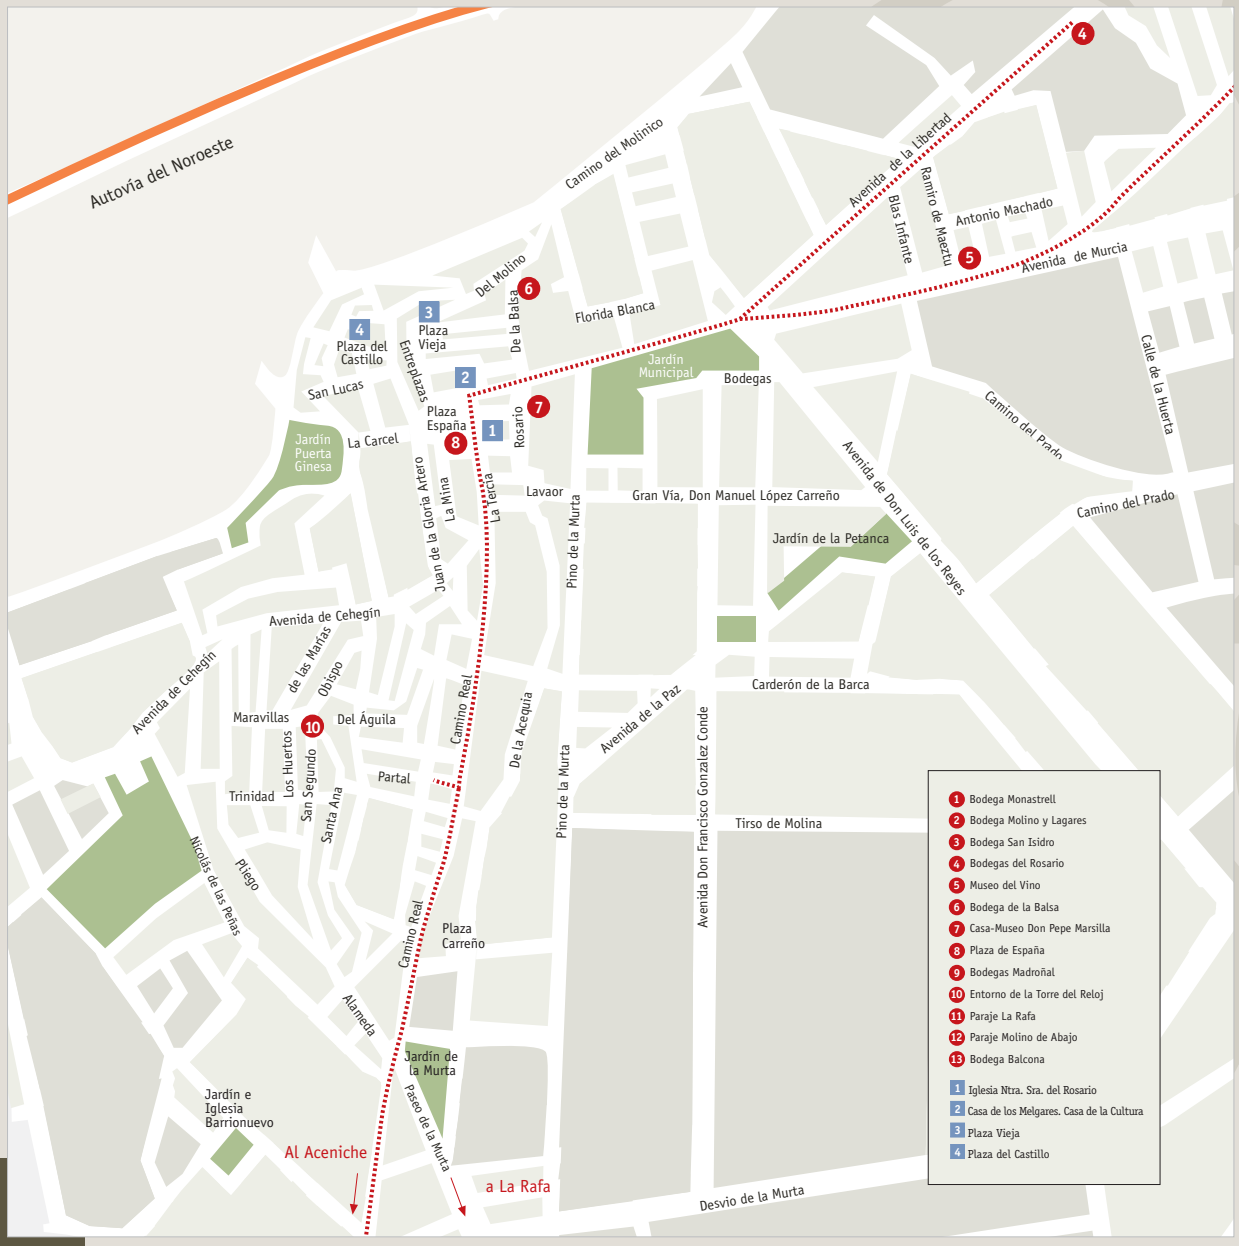 4
Autovía del Noroeste
Camino del Molinico
Avenida de la Libertad
Ramiro de Maeztu
Blas Infante
Antonio Machado
5
Avenida de Murcia
Del Molino
6
De la Balsa
Florida Blanca
3
Plaza
Vieja
4
Plaza del
Castillo
Entreplazas
San Lucas
2
Jardín
Municipal
Bodegas
Calle de la Huerta
Camino del Prado
Plaza
España
7
Rosario
1
8
Jardín
Puerta
Ginesa
La Carcel
Juan de la Gloria Artero
La Mina
La Tercia
Lavaor
Gran Vía, Don Manuel López Carreño
Avenida de Don Luis de los Reyes
Camino del Prado
Pino de la Murta
Jardín de la Petanca
Avenida de Cehegín
de las Marías
Obispo
Avenida de Cehegín
Maravillas
10
Del Águila
Camino Real
De la Acequia
Avenida de la Paz
Carderón de la Barca
Los Huertos
San Segundo
Santa Ana
Partal
Trinidad
Pino de la Murta
Avenida Don Francisco Gonzalez Conde
Tirso de Molina
Nicolás de las Peñas
Pliego
Camino Real
Plaza
Carreño
Alameda
Jardín de
la Murta
Paseo de la Murta
Jardín e
Iglesia
Barrionuevo
Al Aceniche
a La Rafa
Desvio de la Murta
1 Bodega Monastrell
2 Bodega Molino y Lagares
3 Bodega San Isidro
4 Bodegas del Rosario
5 Museo del Vino
6 Bodega de la Balsa
7 Casa-Museo Don Pepe Marsilla
8 Plaza de España
9 Bodegas Madroñal
10 Entorno de la Torre del Reloj
11 Paraje La Rafa
12 Paraje Molino de Abajo
13 Bodega Balcona
1 Iglesia Ntra. Sra. del Rosario
2 Casa de los Melgares. Casa de la Cultura
3 Plaza Vieja
4 Plaza del Castillo